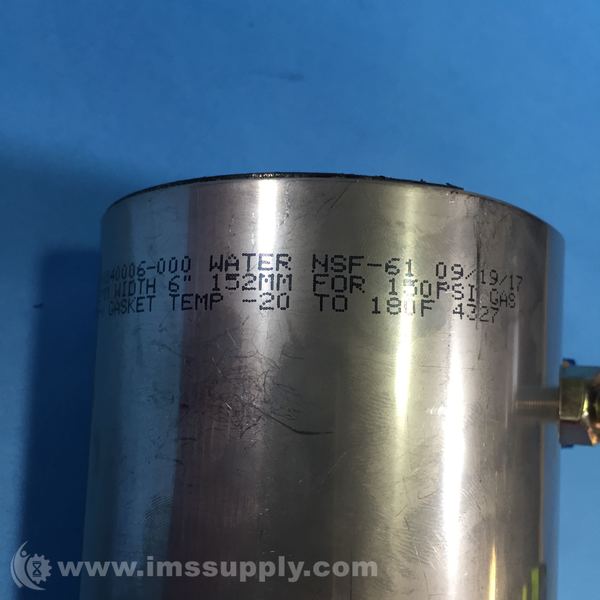 40006-000 WATER NSF-61 09/19/17
WIDTH 6" 152MM FOR 150PSI GAS
GASKET TEMP -20 TO 180F 4327
www.imssupply.com